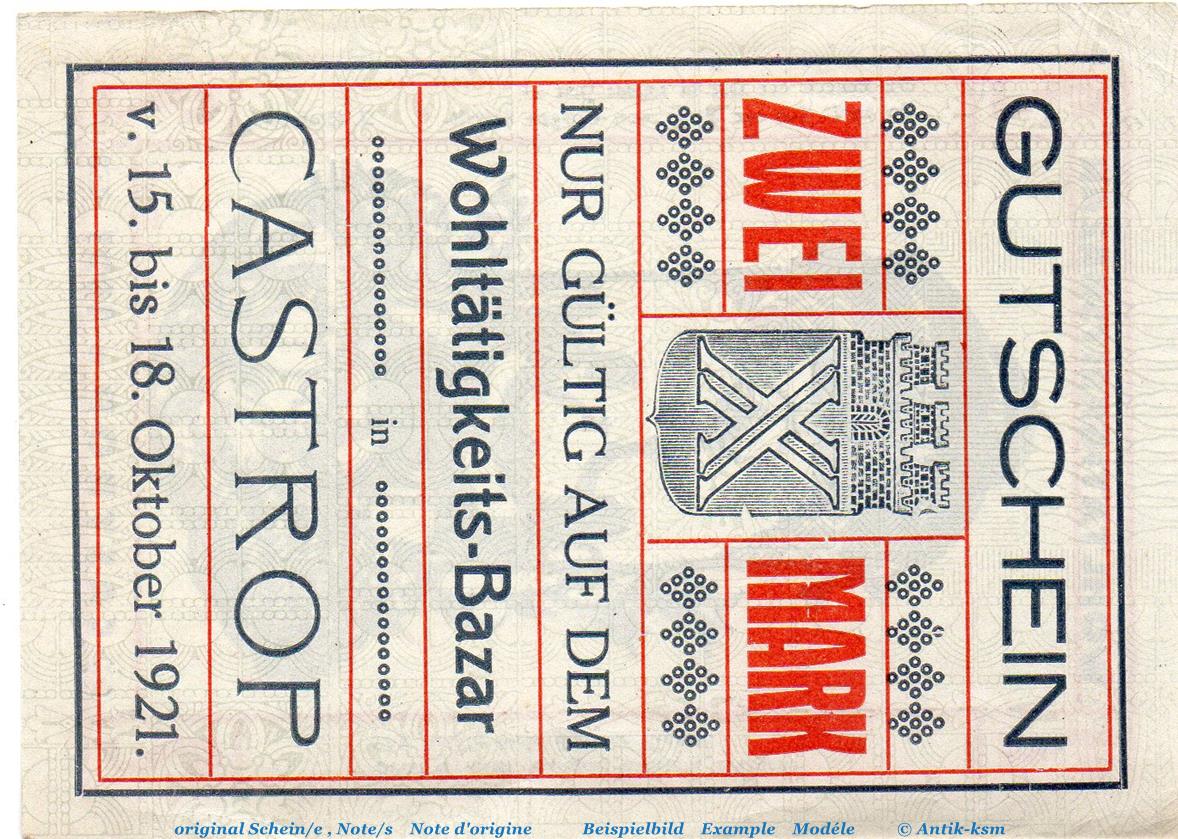 GUTSCHEIN
ZWEI MARK
NUR GÜLTIG AUF DEM
Wohltätigkeits-Bazar
in
CASTROP
v. 15. bis 18. Oktober 1921.
original Schein/e , Note/s Note d'origine Beispielbild Example Modéle © Antik-ksm